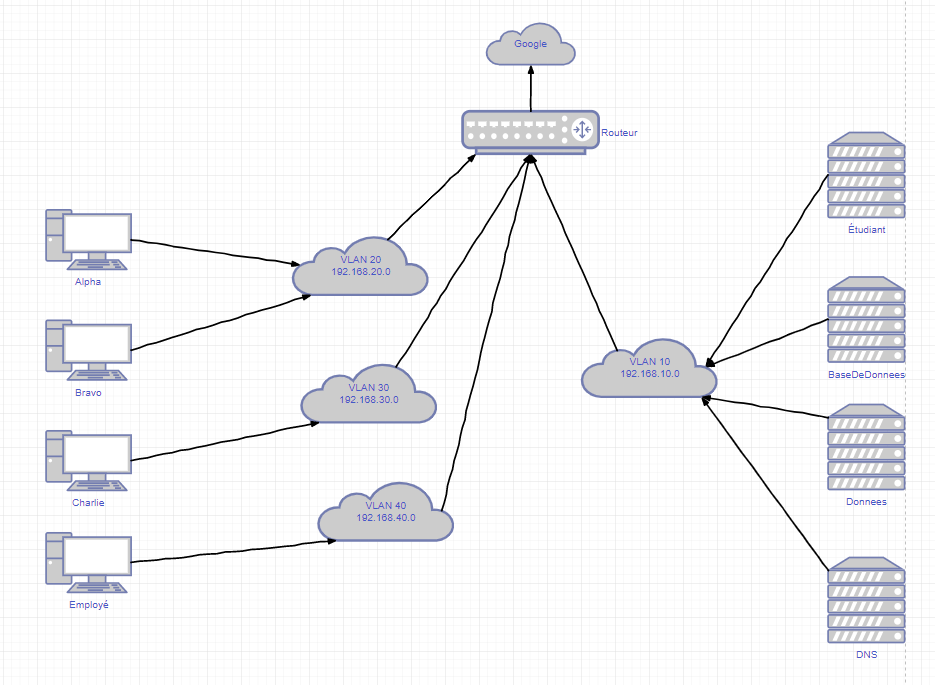 Google
Routeur
Étudiant
VLAN 20
192.168.20.0
Alpha
VLAN 10
192.168.10.0
BaseDeDonnees
Bravo
VLAN 30
192.168.30.0
Charlie
Donnees
VLAN 40
192.168.40.0
Employé
DNS